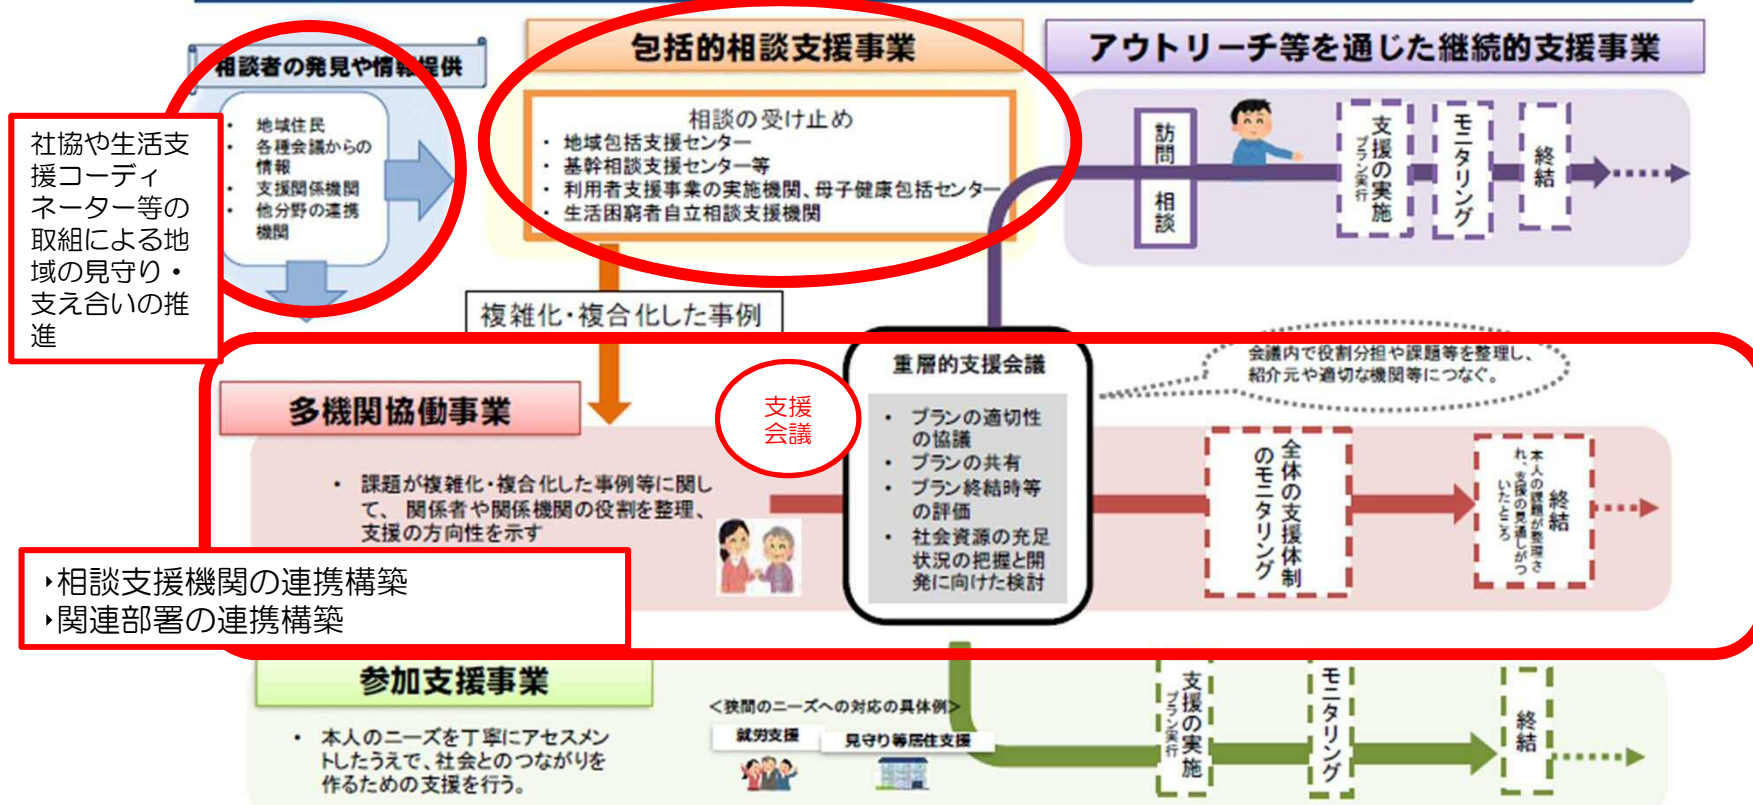 相談者の発見や情報提供
・ 地域住民
・ 各種会議からの
情報
・ 支援関係機関
・ 他分野の連携
機関
社協や生活支
援コーディ
ネーター等の
取組による地
域の見守り・
支え合いの推
進
包括的相談支援事業
相談の受け止め
・ 地域包括支援センター
・ 基幹相談支援センター等
・ 利用者支援事業の実施機関、母子健康包括センター
・ 生活困窮者自立相談支援機関
アウトリーチ等を通じた継続的支援事業
訪問
相談
支援の実施
プラン実行
モニタリング
終結
複雑化・複合化した事例
多機関協働事業
・ 課題が複雑化・複合化した事例等に関し
て、 関係者や関係機関の役割を整理、
支援の方向性を示す
‣相談支援機関の連携構築
‣関連部署の連携構築
支援
会議
重層的支援会議
・ プランの適切性
の協議
・ プランの共有
・ プラン終結時等
の評価
・ 社会資源の充足
状況の把握と開
発に向けた検討
会議内で役割分担や課題等を整理し、
紹介元や適切な機関等につなぐ。
全体の支援体制
のモニタリング
終結
本人の課題が整理さ
れ、支援の見通しがつ
いたところ
参加支援事業
・ 本人のニーズを丁寧にアセスメン
トしたうえで、社会とのつながりを
作るための支援を行う。
<狭間のニーズへの対応の具体例>
就労支援
見守り等居住支援
支援の実施
プラン実行
モニタリング
終結